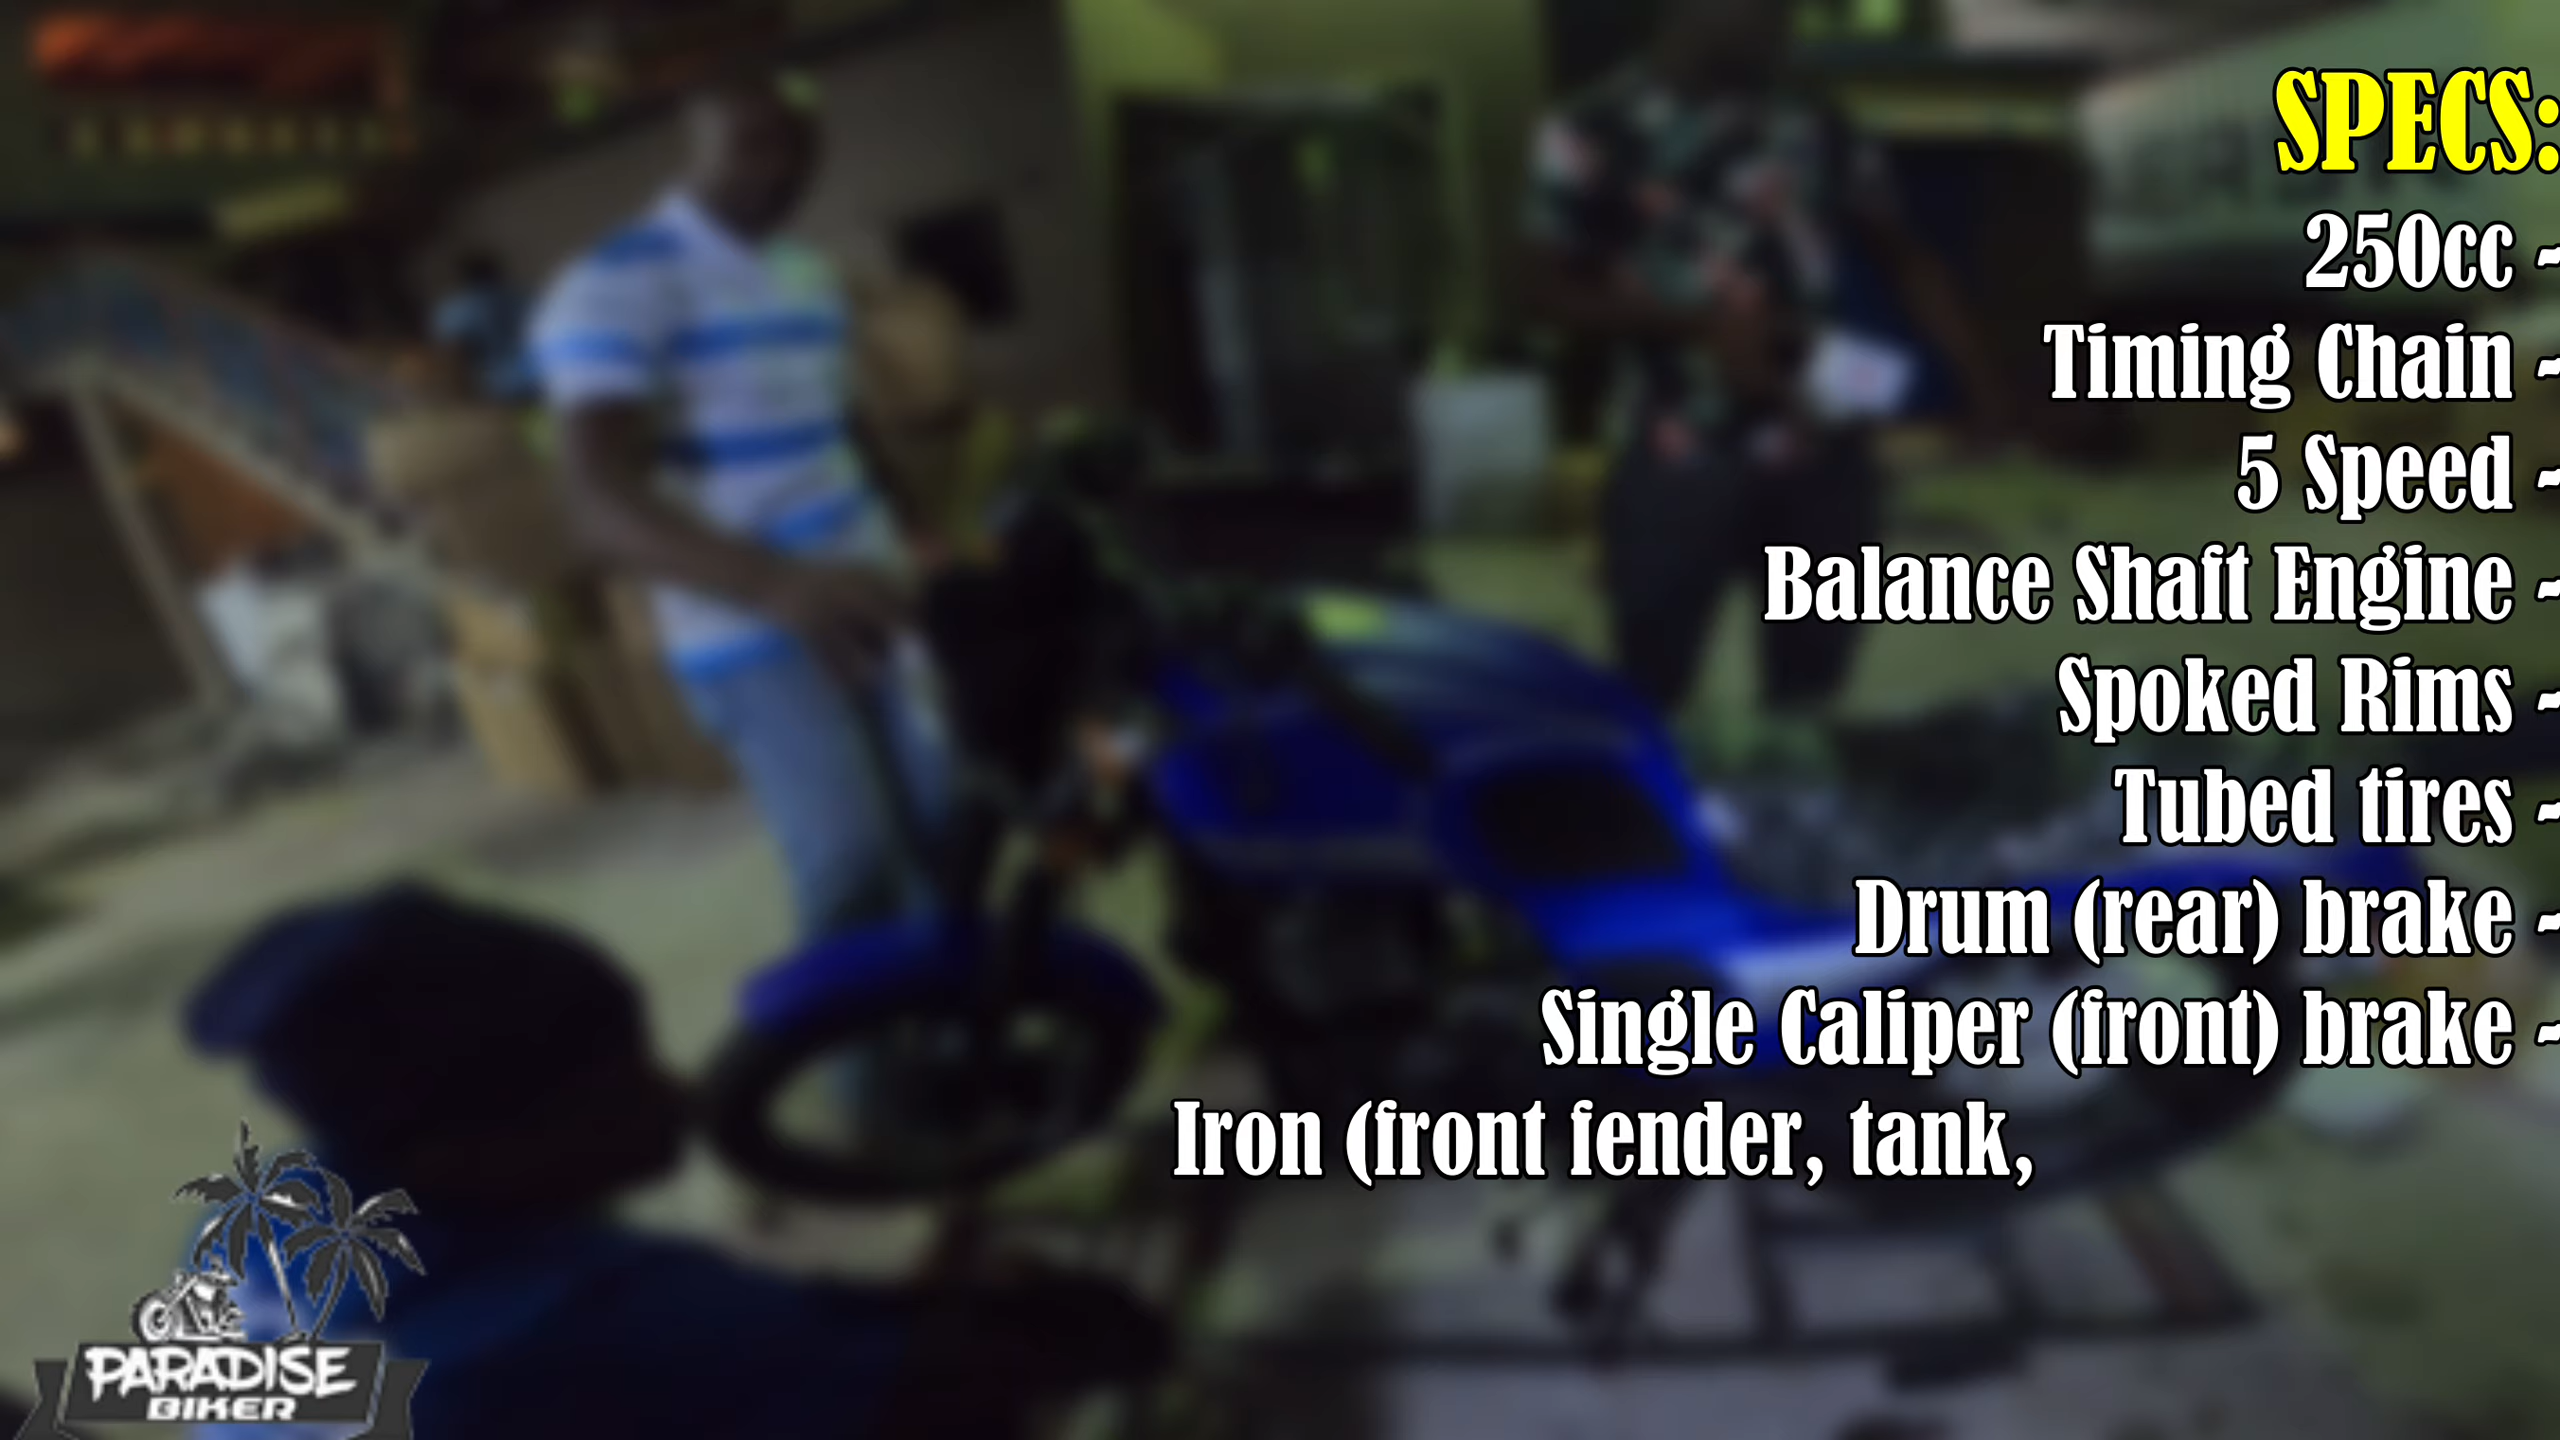 SPECS:
250cc -
Timing Chain -
5 Speed -
Balance Shaft Engine -
Spoked Rims -
Tubed tires -
Drum (rear) brake -
Single Caliper (front) brake -
Iron (front fender, tank,
PARADISE
BIKER